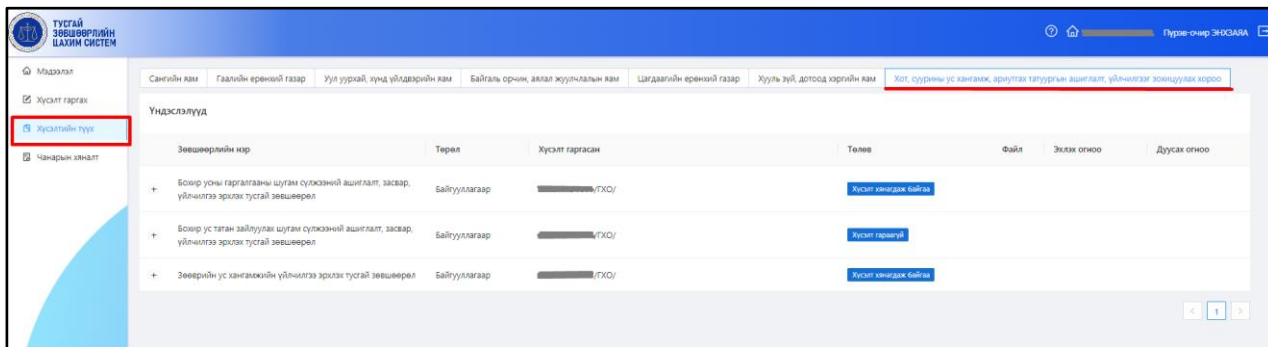 ТУСГАЙ
ЗӨВШӨӨРЛИЙН
ЦАХИМ СИСТЕМ
Пүрэв-очир ЭНХЗАЯА
Мэдээлэл
Хүсэлт гаргах
Хүсэлтийн түүх
Чанарын хяналт
Сангийн яам
Гаалийн ерөнхий газар
Уул уурхай, хүнд үйлдвэрийн яам
Байгаль орчин, аялал жуулчлалын яам
Цагдаагийн ерөнхий газар
Хууль зүй, дотоод хэргийн яам
Хот, суурины ус хангамж, ариутгах татуургын ашиглалт, үйлчилгээг зохицуулах хороо
Үндэслэлүүд
Зөвшөөрлийн нэр Төрөл Хүсэлт гаргасан Төлөв Файл Эхлэх огноо Дуусах огноо
+ Бохир усны гаргалгааны шугам сүлжээний ашиглалт, засвар, Байгууллагаар /ГХО/ Хүсэлт хянагдаж байгаа
үйлчилгээ эрхлэх тусгай зөвшөөрөл
+ Бохир ус татан зайлуулах шугам сүлжээний ашиглалт, засвар, Байгууллагаар /ГХО/ Хүсэлт гараагүй
үйлчилгээ эрхлэх тусгай зөвшөөрөл
+ Зөөврийн ус хангамжийн үйлчилгээ эрхлэх тусгай зөвшөөрөл Байгууллагаар /ГХО/ Хүсэлт хянагдаж байгаа
< 1 >